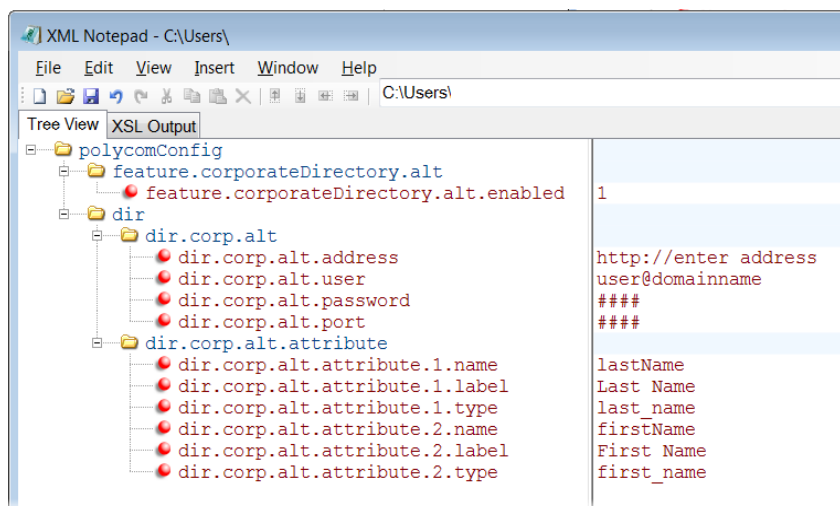 XML Notepad - C:\Users\
File Edit View Insert Window Help
C:\Users\
Tree View XSL Output
polycomConfig
feature.corporateDirectory.alt
feature.corporateDirectory.alt.enabled 1
dir
dir.corp.alt
dir.corp.alt.address http://enter address
dir.corp.alt.user user@domainname
dir.corp.alt.password ####
dir.corp.alt.port ####
dir.corp.alt.attribute
dir.corp.alt.attribute.1.name lastName
dir.corp.alt.attribute.1.label Last Name
dir.corp.alt.attribute.1.type last_name
dir.corp.alt.attribute.2.name firstName
dir.corp.alt.attribute.2.label First Name
dir.corp.alt.attribute.2.type first_name